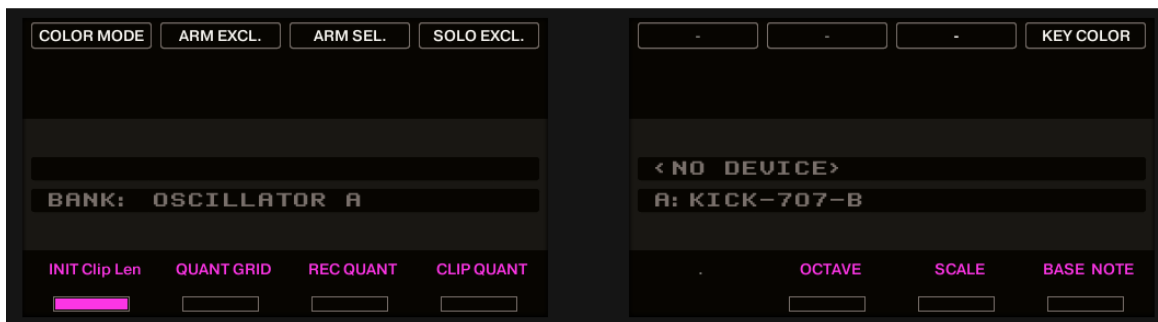 COLOR MODE ARM EXCL. ARM SEL. SOLO EXCL. - - - KEY COLOR
<NO DEVICE>
BANK: OSCILLATOR A A: KICK-707-B
INIT Clip Len QUANT GRID REC QUANT CLIP QUANT . OCTAVE SCALE BASE NOTE